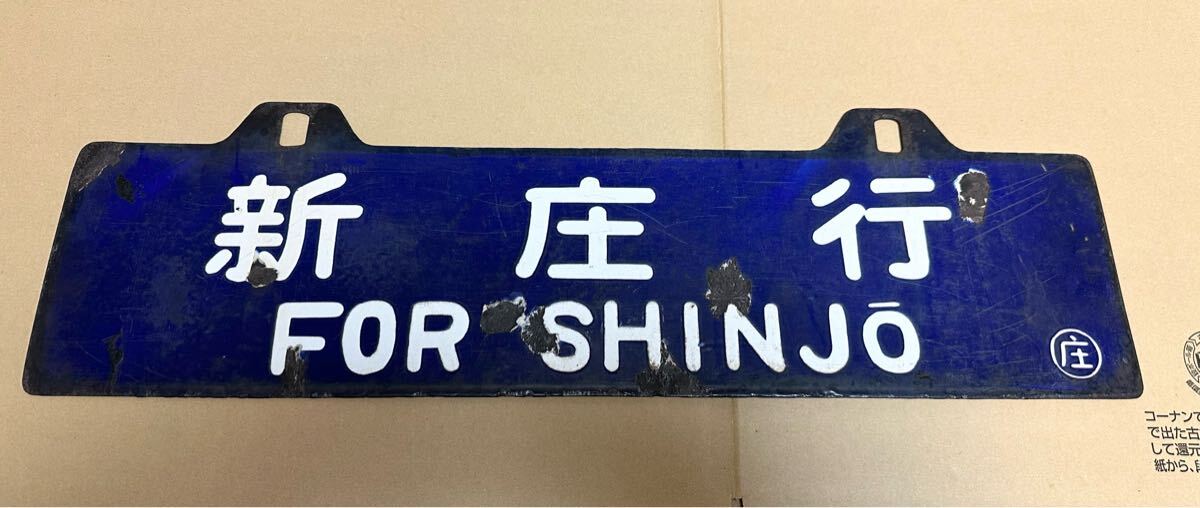 新庄行
FOR SHINJŌ
庄
コーナンで
で出た古
して還元
紙から、段